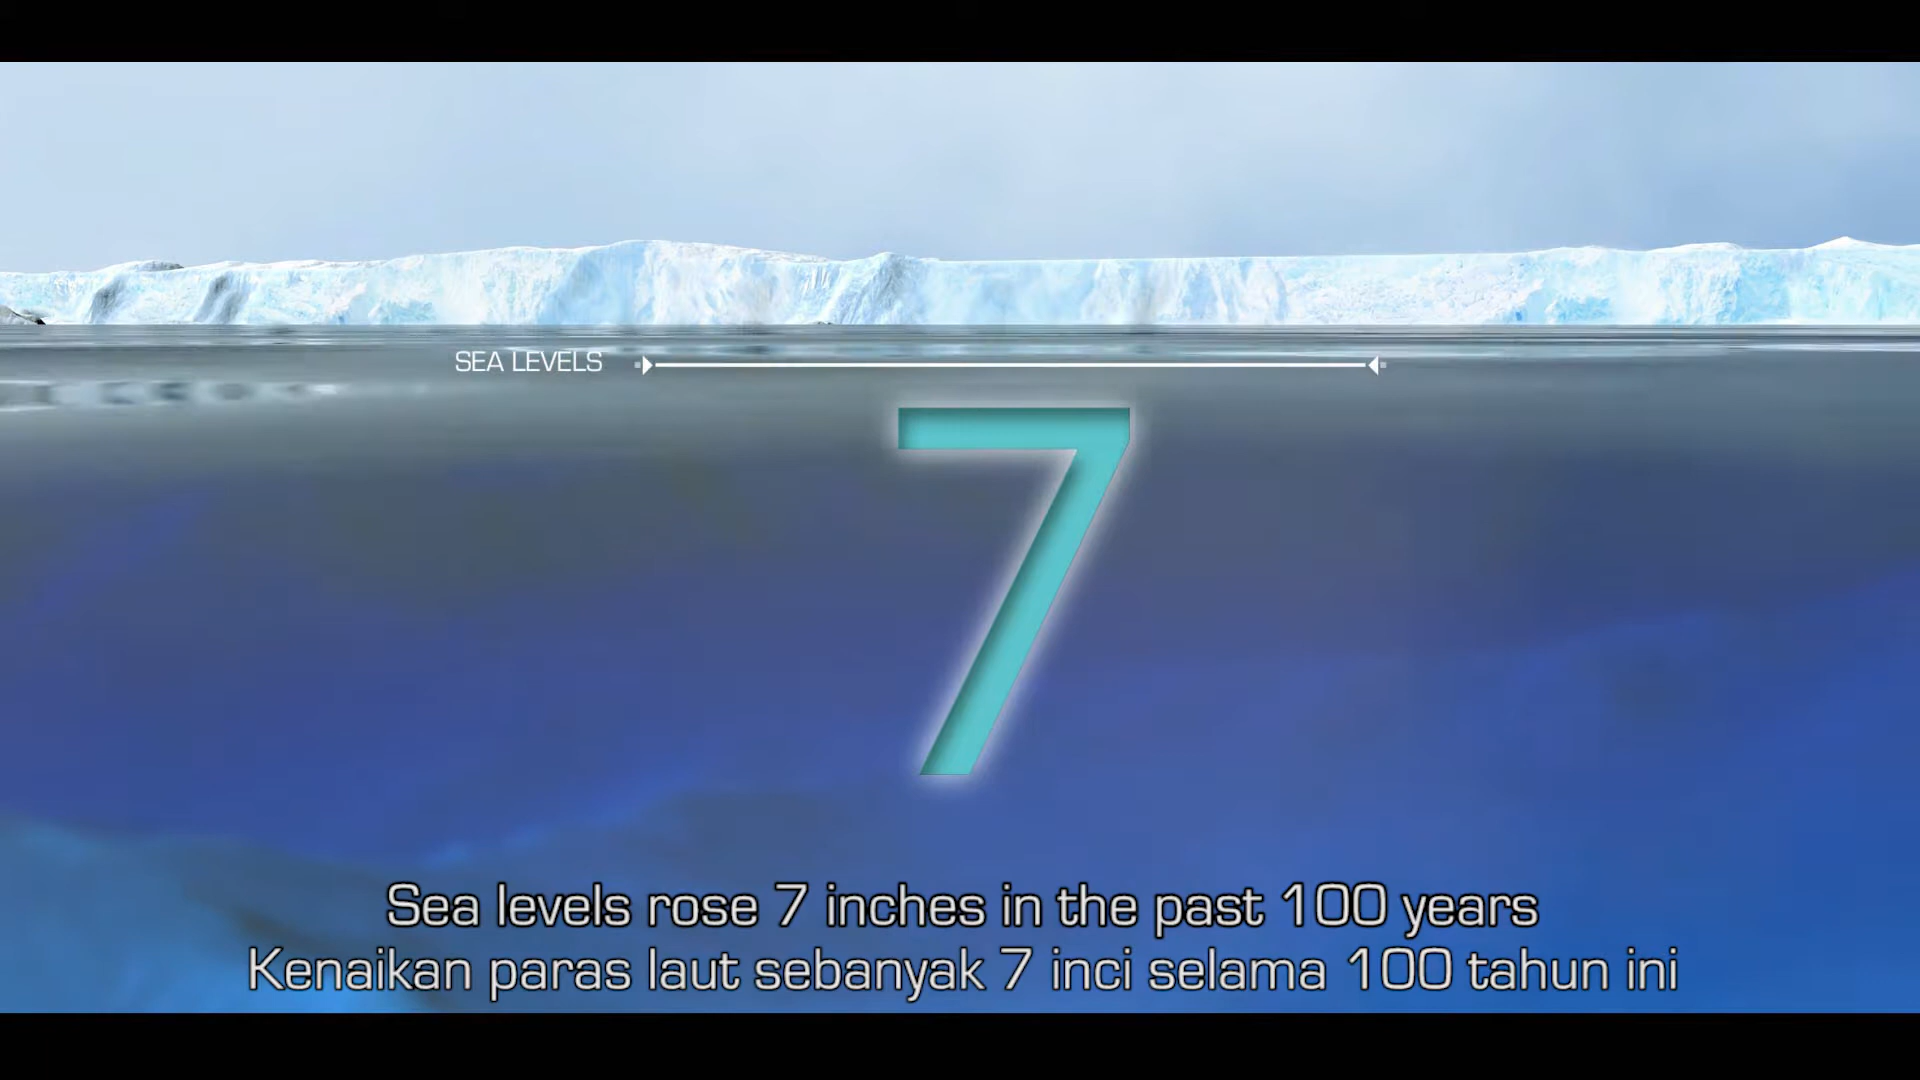 SEA LEVELS
7
Sea levels rose 7 inches in the past 100 years
Kenaikan paras laut sebanyak 7 inci selama 100 tahun ini